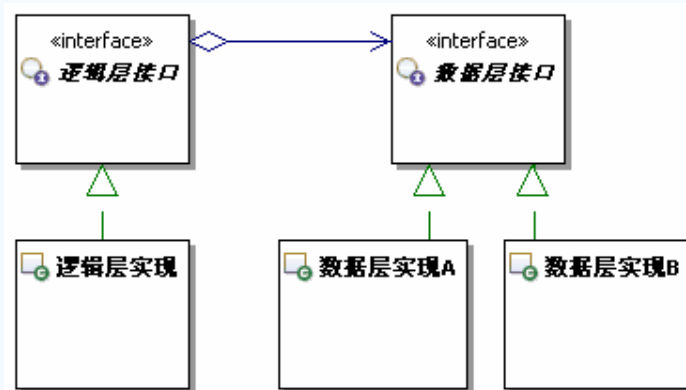 «interface»
逻辑层接口
«interface»
数据层接口
逻辑层实现
数据层实现A
数据层实现B